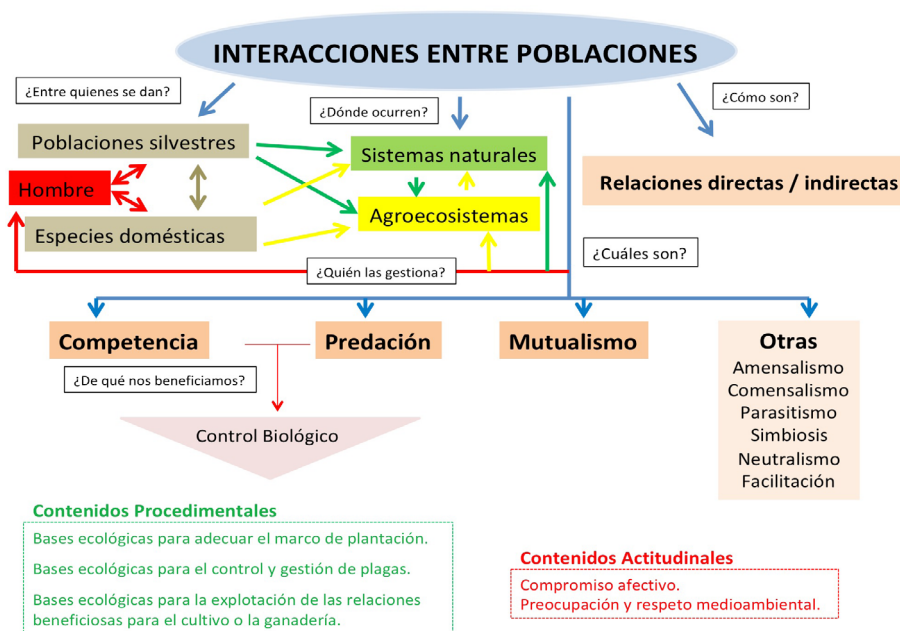 INTERACCIONES ENTRE POBLACIONES
¿Entre quienes se dan?
¿Dónde ocurren?
¿Cómo son?
Poblaciones silvestres
Sistemas naturales
Hombre
Relaciones directas / indirectas
Agroecosistemas
Especies domésticas
¿Quién las gestiona?
¿Cuáles son?
Competencia
Predación
Mutualismo
Otras
Amensalismo
Comensalismo
Parasitismo
Simbiosis
Neutralismo
Facilitación
¿De qué nos beneficiamos?
Control Biológico
Contenidos Procedimentales
Bases ecológicas para adecuar el marco de plantación.
Bases ecológicas para el control y gestión de plagas.
Bases ecológicas para la explotación de las relaciones
beneficiosas para el cultivo o la ganadería.
Contenidos Actitudinales
Compromiso afectivo.
Preocupación y respeto medioambiental.